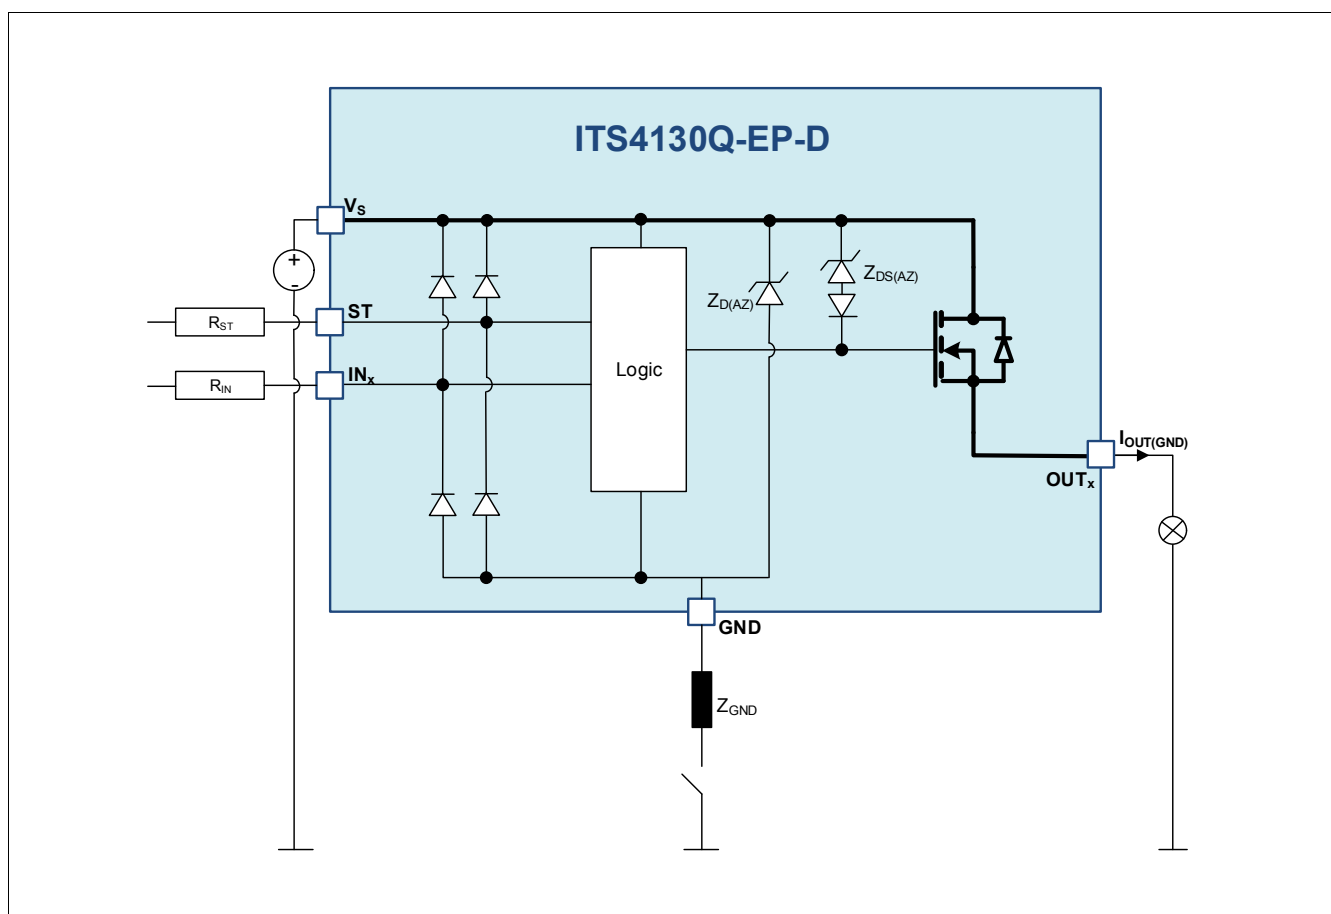 ITS4130Q-EP-D
VS
+
-
ZDS(AZ)
ZD(AZ)
ST
RST
INx
RIN
Logic
IOUT(GND)
OUTx
GND
ZGND